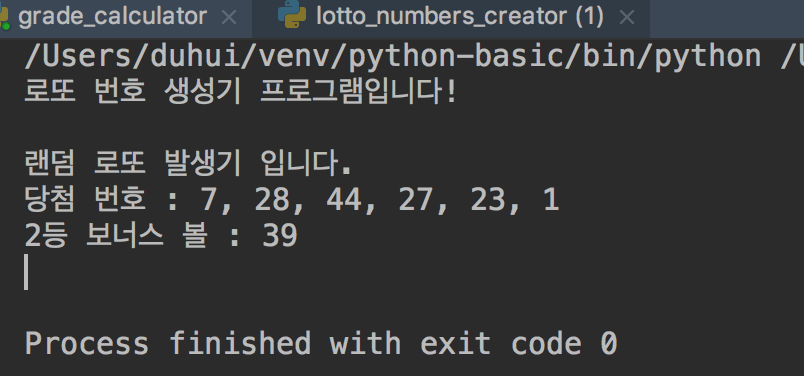 grade_calculator × lotto_numbers_creator (1) ×
/Users/duhui/venv/python-basic/bin/python /U
로또 번호 생성기 프로그램입니다!
랜덤 로또 발생기 입니다.
당첨 번호 : 7, 28, 44, 27, 23, 1
2등 보너스 볼 : 39
Process finished with exit code 0